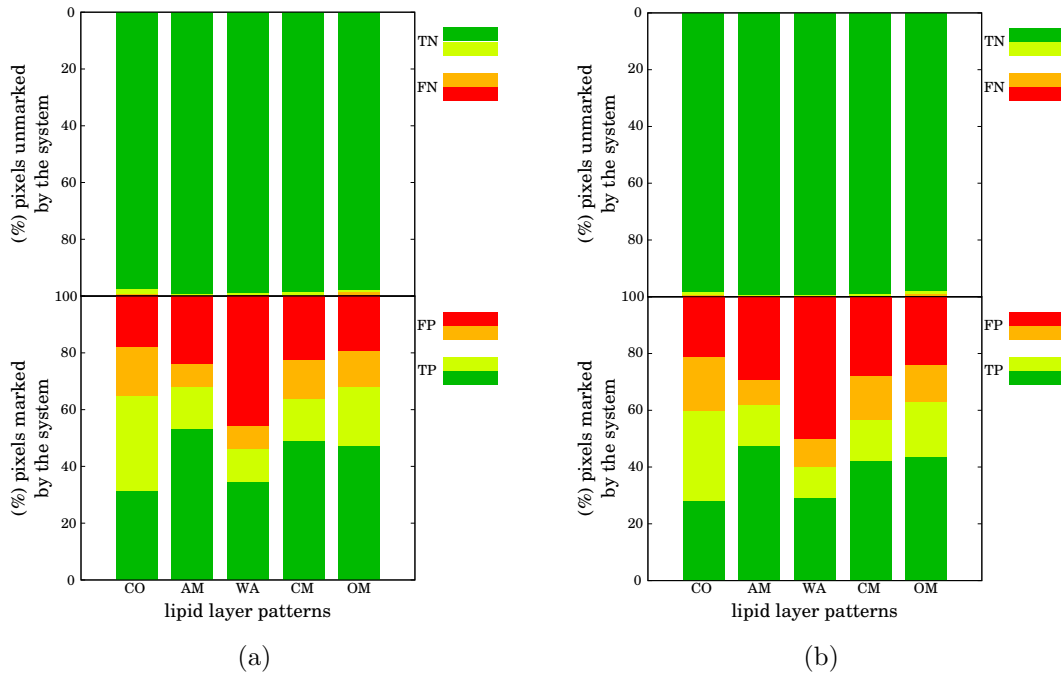 0
20
40
60
80
100
80
60
40
20
0
(%) pixels unmarked
by the system
(%) pixels marked
by the system
TN
FN
FP
TP
CO AM WA CM OM
lipid layer patterns
(a)
0
20
40
60
80
100
80
60
40
20
0
(%) pixels unmarked
by the system
(%) pixels marked
by the system
TN
FN
FP
TP
CO AM WA CM OM
lipid layer patterns
(b)